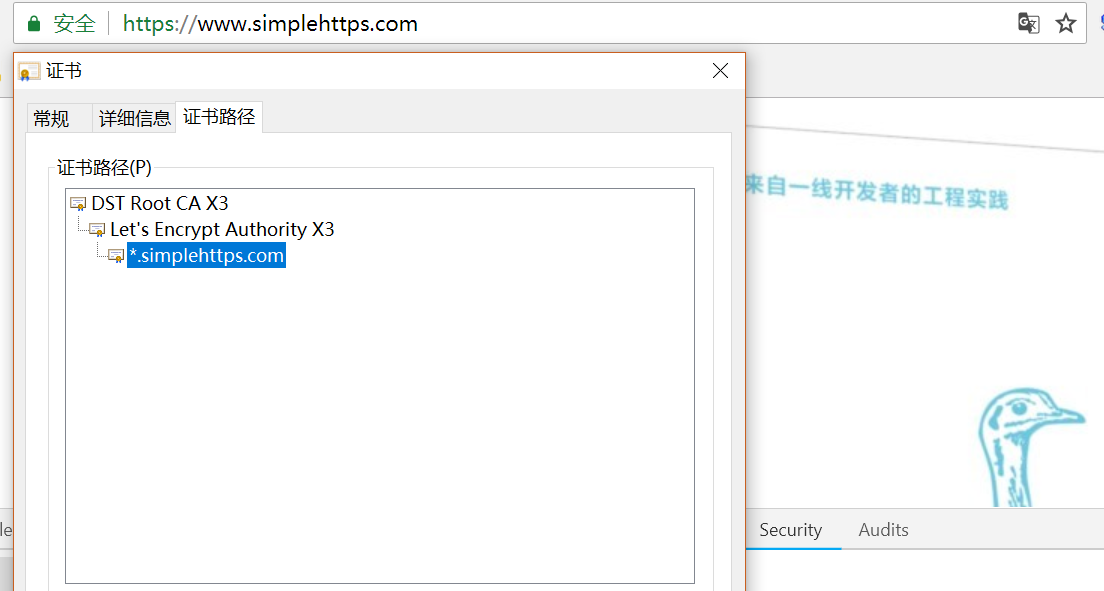 安全 https://www.simplehttps.com
证书
常规 详细信息 证书路径
证书路径(P)
DST Root CA X3
Let's Encrypt Authority X3
*.simplehttps.com
来自一线开发者的工程实践
Security Audits